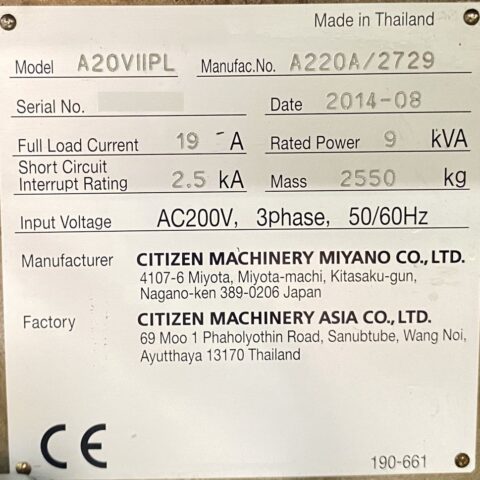 Made in Thailand
Model A20VIIPL Manufac.No. A220A/2729
Serial No. Date 2014-08
Full Load Current 19 A Rated Power 9 kVA
Short Circuit
Interrupt Rating 2.5 kA Mass 2550 kg
Input Voltage AC200V, 3phase, 50/60Hz
Manufacturer CITIZEN MACHINERY MIYANO CO., LTD.
4107-6 Miyota, Miyota-machi, Kitasaku-gun,
Nagano-ken 389-0206 Japan
Factory CITIZEN MACHINERY ASIA CO., LTD.
69 Moo 1 Phaholyothin Road, Sanubtube, Wang Noi,
Ayutthaya 13170 Thailand
CE
190-661